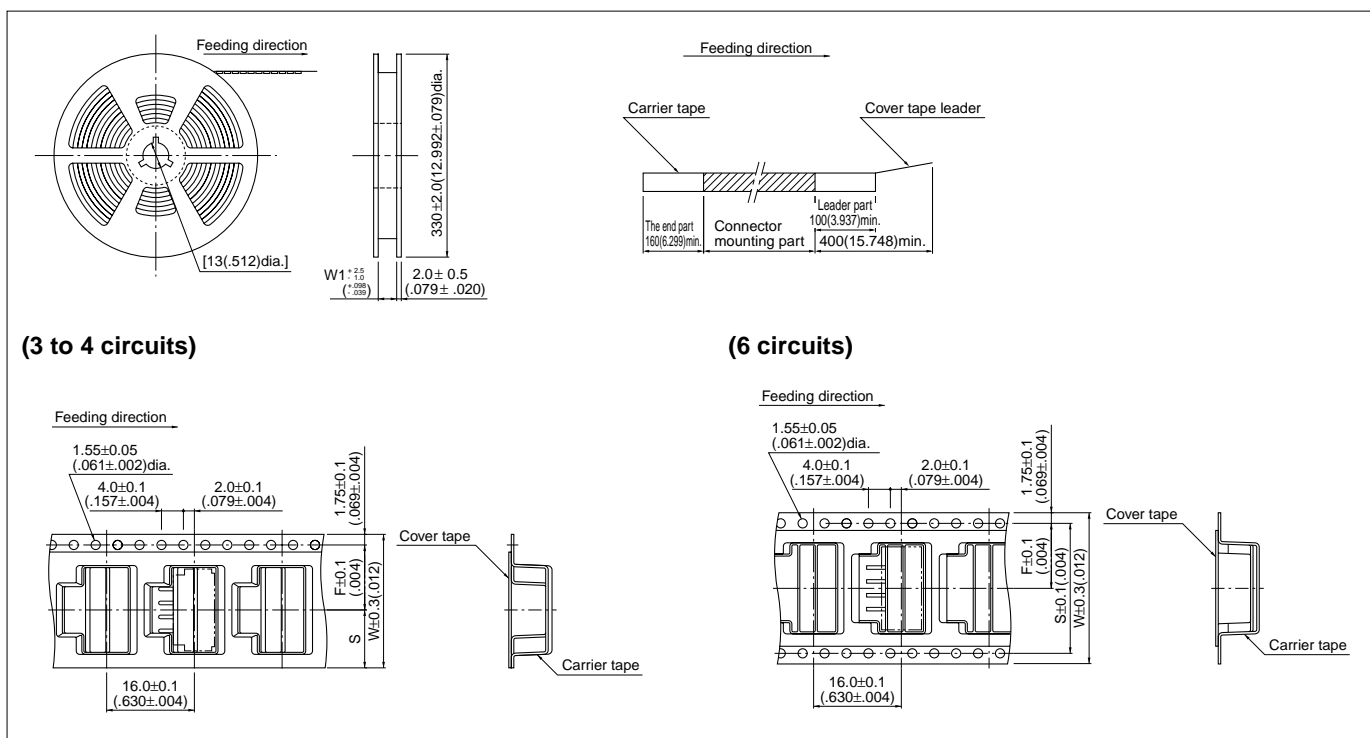 Feeding direction
[13(.512)dia.]
330±2.0(12.992±.079)dia.
W1 +2.5 -1.0
(+.098 -.039)
2.0± 0.5
(.079± .020)
Feeding direction
Carrier tape
Cover tape leader
The end part
160(6.299)min.
Connector
mounting part
Leader part
100(3.937)min.
400(15.748)min.
(3 to 4 circuits)
Feeding direction
1.55±0.05
(.061±.002)dia.
4.0±0.1
(.157±.004)
2.0±0.1
(.079±.004)
1.75±0.1
(.069±.004)
F±0.1
(.004)
S
W±0.3(.012)
16.0±0.1
(.630±.004)
Cover tape
Carrier tape
(6 circuits)
Feeding direction
1.55±0.05
(.061±.002)dia.
4.0±0.1
(.157±.004)
2.0±0.1
(.079±.004)
1.75±0.1
(.069±.004)
F±0.1
(.004)
S±0.1(.004)
W±0.3(.012)
16.0±0.1
(.630±.004)
Cover tape
Carrier tape